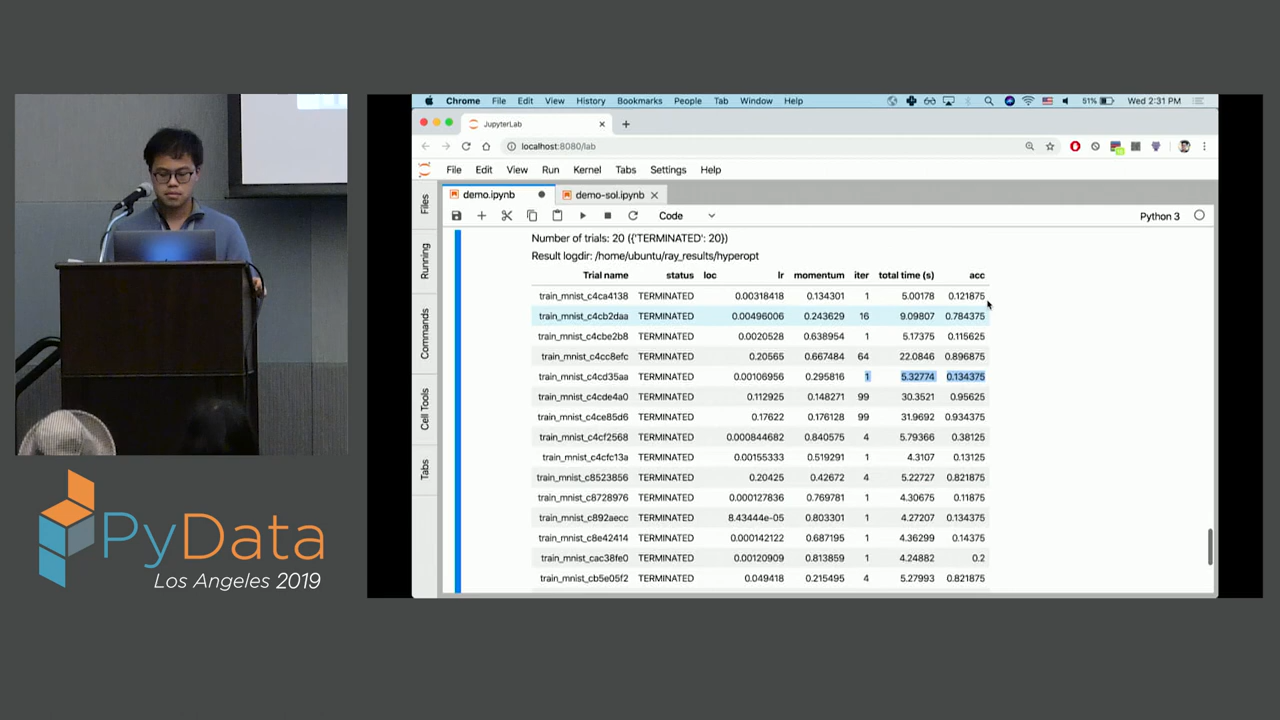 Chrome File Edit View History Bookmarks People Tab Window Help 51% Wed 2:31 PM
JupyterLab
localhost:8080/lab
File Edit View Run Kernel Tabs Settings Help
demo.ipynb demo-sol.ipynb
Code Python 3
Files
Running
Commands
Cell Tools
Tabs
Number of trials: 20 ({'TERMINATED': 20})
Result logdir: /home/ubuntu/ray_results/hyperopt
Trial name status loc lr momentum iter total time (s) acc
train_mnist_c4ca4138 TERMINATED 0.00318418 0.134301 1 5.00178 0.121875
train_mnist_c4cb2daa TERMINATED 0.00496006 0.243629 16 9.09807 0.784375
train_mnist_c4cbe2b8 TERMINATED 0.0020528 0.638954 1 5.17375 0.115625
train_mnist_c4cc8efc TERMINATED 0.20565 0.667484 64 22.0846 0.896875
train_mnist_c4cd35aa TERMINATED 0.00106956 0.295816 1 5.32774 0.134375
train_mnist_c4cde4a0 TERMINATED 0.112925 0.148271 99 30.3521 0.95625
train_mnist_c4ce85d6 TERMINATED 0.17622 0.176128 99 31.9692 0.934375
train_mnist_c4cf2568 TERMINATED 0.000844682 0.840575 4 5.79366 0.38125
train_mnist_c4cfc13a TERMINATED 0.00155333 0.519291 1 4.3107 0.13125
train_mnist_c8523856 TERMINATED 0.20425 0.42672 4 5.22727 0.821875
train_mnist_c8728976 TERMINATED 0.000127836 0.769781 1 4.30675 0.11875
train_mnist_c892aecc TERMINATED 8.43444e-05 0.803301 1 4.27207 0.134375
train_mnist_c8e42414 TERMINATED 0.000142122 0.687195 1 4.36299 0.14375
train_mnist_cac38fe0 TERMINATED 0.00120909 0.813859 1 4.24882 0.2
train_mnist_cb5e05f2 TERMINATED 0.049418 0.215495 4 5.27993 0.821875
PyData
Los Angeles 2019